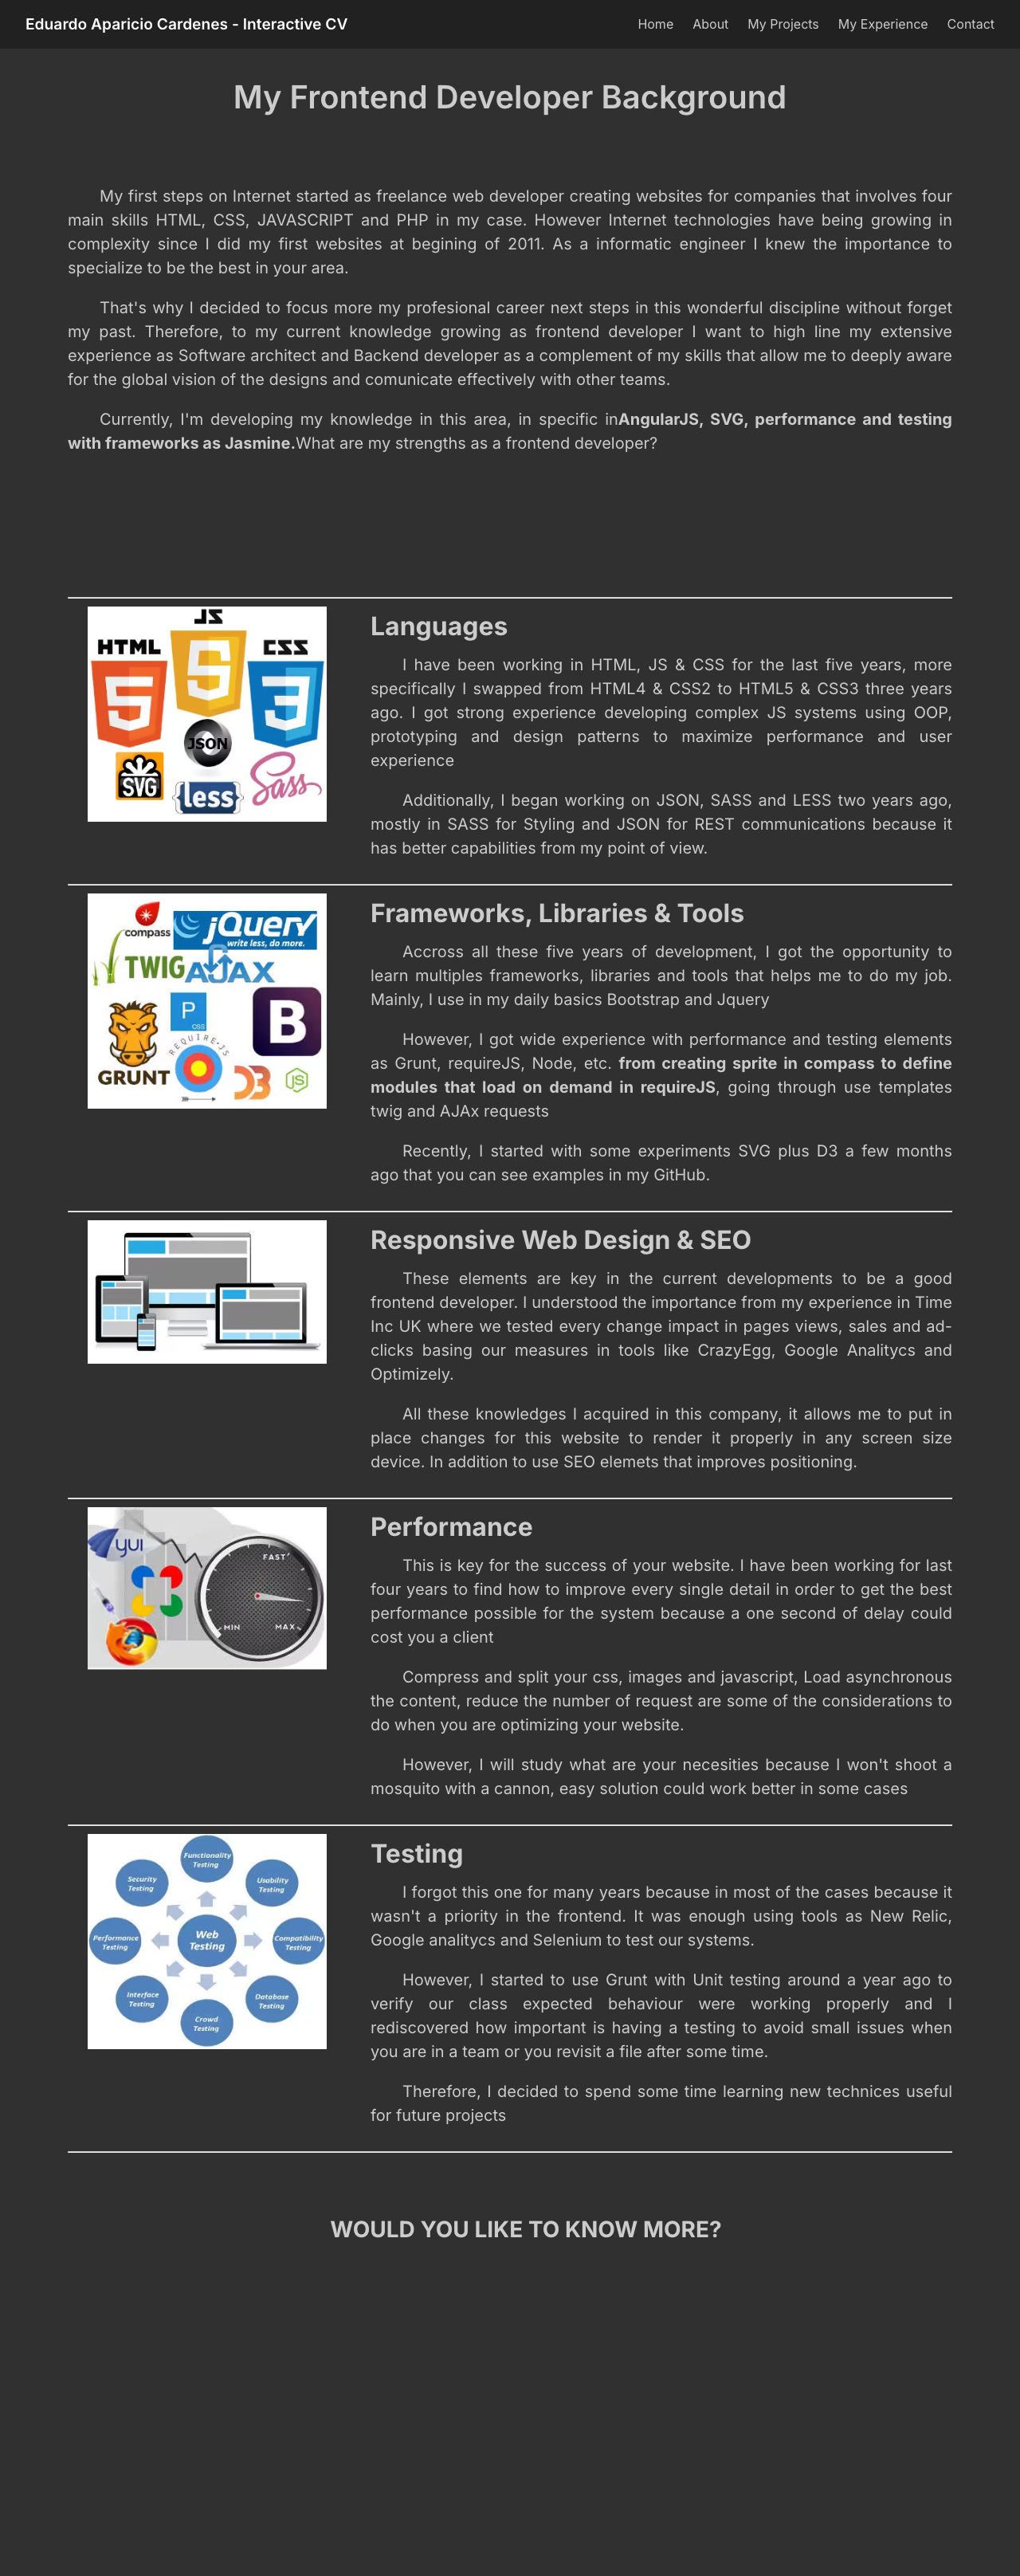 Eduardo Aparicio Cardenes - Interactive CV
Home About My Projects My Experience Contact
My Frontend Developer Background
My first steps on Internet started as freelance web developer creating websites for companies that involves four
main skills HTML, CSS, JAVASCRIPT and PHP in my case. However Internet technologies have being growing in
complexity since I did my first websites at begining of 2011. As a informatic engineer I knew the importance to
specialize to be the best in your area.
That's why I decided to focus more my profesional career next steps in this wonderful discipline without forget
my past. Therefore, to my current knowledge growing as frontend developer I want to high line my extensive
experience as Software architect and Backend developer as a complement of my skills that allow me to deeply aware
for the global vision of the designs and comunicate effectively with other teams.
Currently, I'm developing my knowledge in this area, in specific inAngularJS, SVG, performance and testing
with frameworks as Jasmine.What are my strengths as a frontend developer?
JS
HTML
CSS
5
5
3
JSON
SVG
{less}
Sass
Languages
I have been working in HTML, JS & CSS for the last five years, more
specifically I swapped from HTML4 & CSS2 to HTML5 & CSS3 three years
ago. I got strong experience developing complex JS systems using OOP,
prototyping and design patterns to maximize performance and user
experience
Additionally, I began working on JSON, SASS and LESS two years ago,
mostly in SASS for Styling and JSON for REST communications because it
has better capabilities from my point of view.
compass
jQuery
write less, do more.
TWIG
AJAX
P
CSS
B
REQUIRE·JS
GRUNT
D3
JS
Frameworks, Libraries & Tools
Accross all these five years of development, I got the opportunity to
learn multiples frameworks, libraries and tools that helps me to do my job.
Mainly, I use in my daily basics Bootstrap and Jquery
However, I got wide experience with performance and testing elements
as Grunt, requireJS, Node, etc. from creating sprite in compass to define
modules that load on demand in requireJS, going through use templates
twig and AJAx requests
Recently, I started with some experiments SVG plus D3 a few months
ago that you can see examples in my GitHub.
Responsive Web Design & SEO
These elements are key in the current developments to be a good
frontend developer. I understood the importance from my experience in Time
Inc UK where we tested every change impact in pages views, sales and ad-
clicks basing our measures in tools like CrazyEgg, Google Analitycs and
Optimizely.
All these knowledges I acquired in this company, it allows me to put in
place changes for this website to render it properly in any screen size
device. In addition to use SEO elemets that improves positioning.
yui
FAST
MIN
MAX
Performance
This is key for the success of your website. I have been working for last
four years to find how to improve every single detail in order to get the best
performance possible for the system because a one second of delay could
cost you a client
Compress and split your css, images and javascript, Load asynchronous
the content, reduce the number of request are some of the considerations to
do when you are optimizing your website.
However, I will study what are your necesities because I won't shoot a
mosquito with a cannon, easy solution could work better in some cases
Functionality
Testing
Security
Testing
Usability
Testing
Performance
Testing
Web
Testing
Compatibility
Testing
Interface
Testing
Database
Testing
Crowd
Testing
Testing
I forgot this one for many years because in most of the cases because it
wasn't a priority in the frontend. It was enough using tools as New Relic,
Google analitycs and Selenium to test our systems.
However, I started to use Grunt with Unit testing around a year ago to
verify our class expected behaviour were working properly and I
rediscovered how important is having a testing to avoid small issues when
you are in a team or you revisit a file after some time.
Therefore, I decided to spend some time learning new technices useful
for future projects
WOULD YOU LIKE TO KNOW MORE?